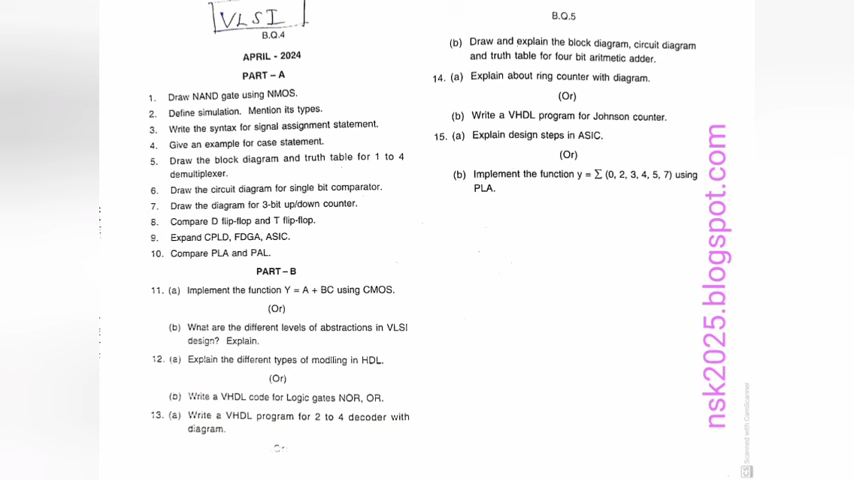 VLSI
B.Q.4
APRIL - 2024
PART – A
1. Draw NAND gate using NMOS.
2. Define simulation. Mention its types.
3. Write the syntax for signal assignment statement.
4. Give an example for case statement.
5. Draw the block diagram and truth table for 1 to 4
demultiplexer.
6. Draw the circuit diagram for single bit comparator.
7. Draw the diagram for 3-bit up/down counter.
8. Compare D flip-flop and T flip-flop.
9. Expand CPLD, FDGA, ASIC.
10. Compare PLA and PAL.
PART – B
11. (a) Implement the function Y = A + BC using CMOS.
(Or)
(b) What are the different levels of abstractions in VLSI
design? Explain.
12. (a) Explain the different types of modiling in HDL.
(Or)
(b) Write a VHDL code for Logic gates NOR, OR.
13. (a) Write a VHDL program for 2 to 4 decoder with
diagram.
Or
B.Q.5
(b) Draw and explain the block diagram, circuit diagram
and truth table for four bit aritmetic adder.
14. (a) Explain about ring counter with diagram.
(Or)
(b) Write a VHDL program for Johnson counter.
15. (a) Explain design steps in ASIC.
(Or)
(b) Implement the function y = ∑ (0, 2, 3, 4, 5, 7) using
PLA.
nsk2025.blogspot.com
CS Scanned with CamScanner